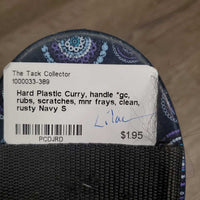 The Tack Collector
1000033-389
Hard Plastic Curry, handle *gc,
rubs, scratches, mnr frays, clean,
rusty Navy S
Lilac
$1.95
PCDJRD